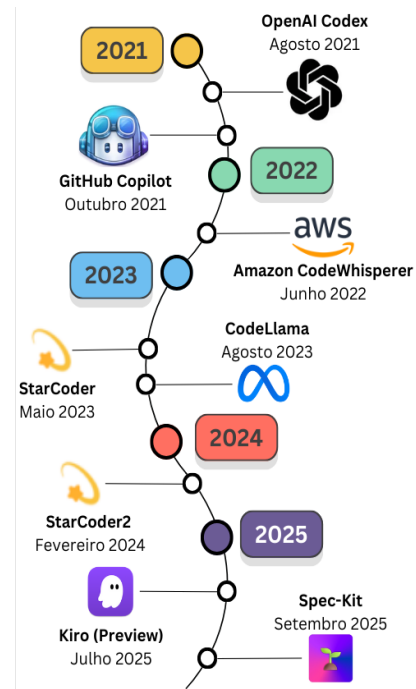 2021
OpenAI Codex
Agosto 2021
GitHub Copilot
Outubro 2021
2022
aws
Amazon CodeWhisperer
Junho 2022
2023
CodeLlama
Agosto 2023
StarCoder
Maio 2023
2024
StarCoder2
Fevereiro 2024
2025
Kiro (Preview)
Julho 2025
Spec-Kit
Setembro 2025